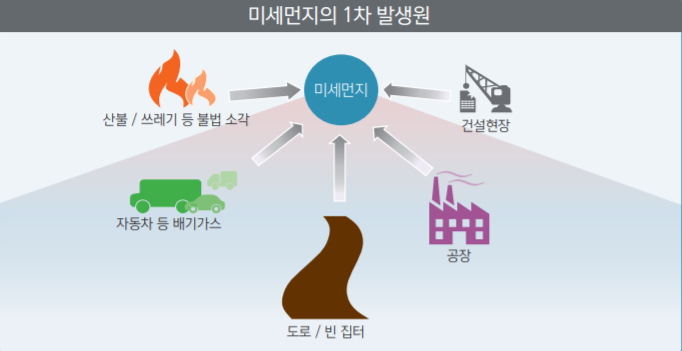 미세먼지의 1차 발생원
미세먼지
산불 / 쓰레기 등 불법 소각
건설현장
자동차 등 배기가스
공장
도로 / 빈 집터